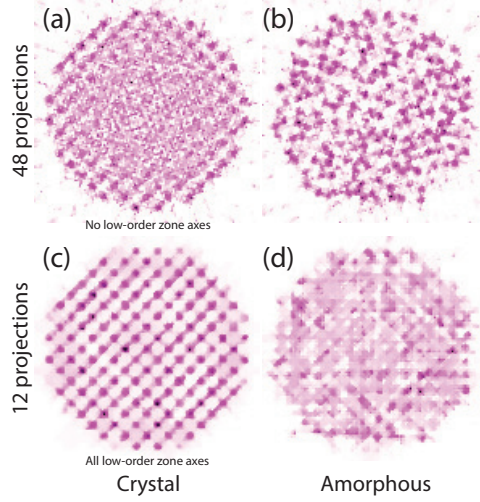 (a)
(b)
48 projections
No low-order zone axes
(c)
(d)
12 projections
All low-order zone axes
Crystal
Amorphous